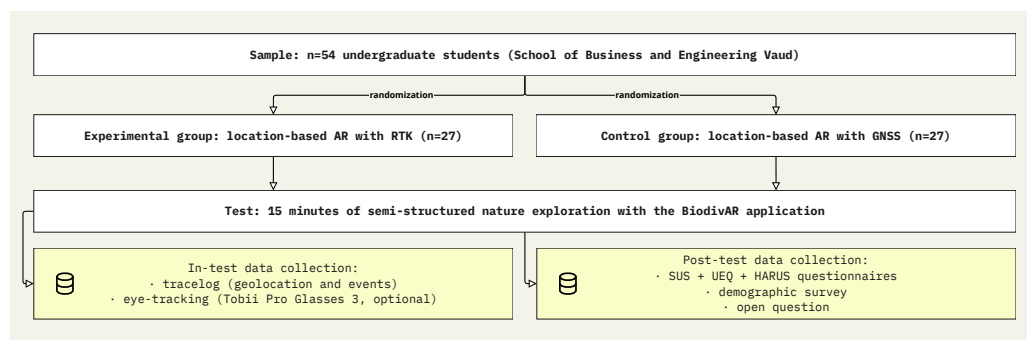 Sample: n=54 undergraduate students (School of Business and Engineering Vaud)
randomization
randomization
Experimental group: location-based AR with RTK (n=27)
Control group: location-based AR with GNSS (n=27)
Test: 15 minutes of semi-structured nature exploration with the BiodivAR application
In-test data collection:
· tracelog (geolocation and events)
· eye-tracking (Tobii Pro Glasses 3, optional)
Post-test data collection:
· SUS + UEQ + HARUS questionnaires
· demographic survey
· open question